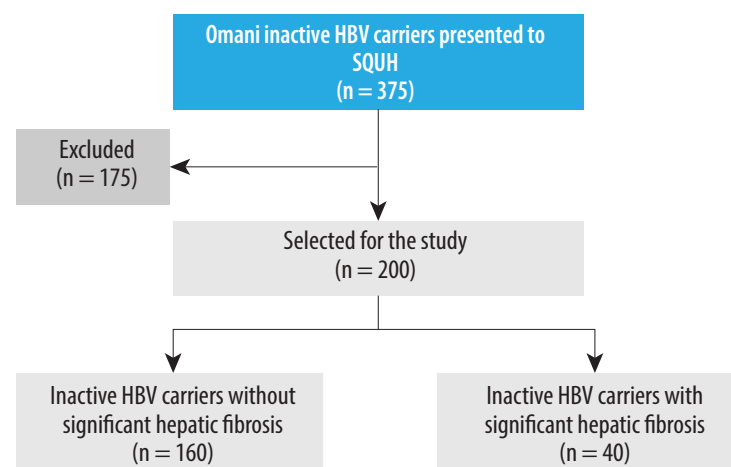 Omani inactive HBV carriers presented to
SQUH
(n = 375)
Excluded
(n = 175)
Selected for the study
(n = 200)
Inactive HBV carriers without
significant hepatic fibrosis
(n = 160)
Inactive HBV carriers with
significant hepatic fibrosis
(n = 40)